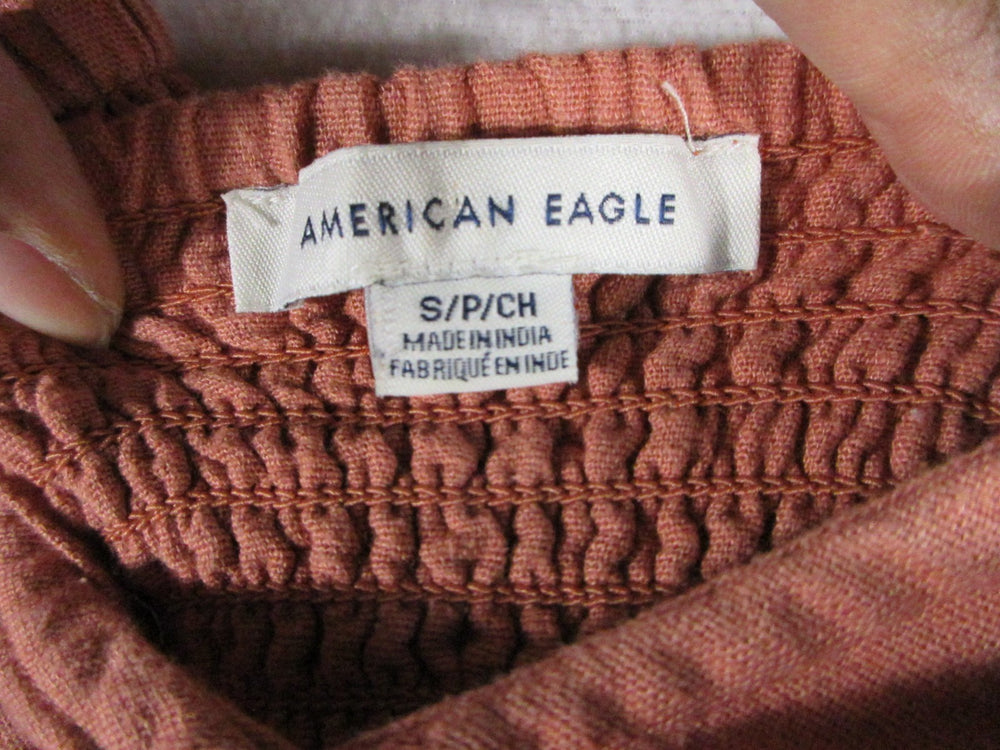 AMERICAN EAGLE
S/P/CH
MADE IN INDIA
FABRIQUÉ EN INDE